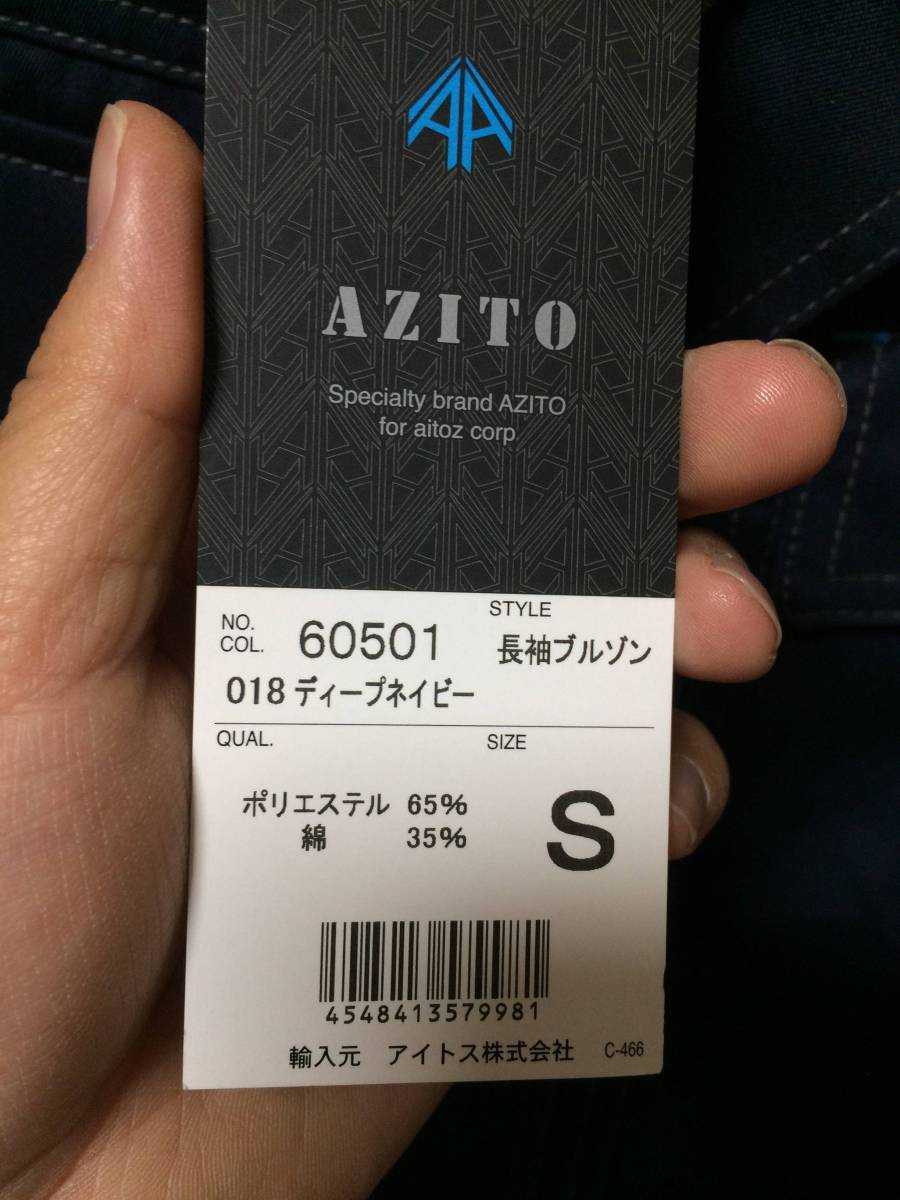 AZITO
Specialty brand AZITO
for aitoz corp
NO.
COL.
60501
STYLE
長袖ブルゾン
018 ディープネイビー
QUAL.
SIZE
ポリエステル 65%
綿 35%
S
4548413579981
輸入元 アイトス株式会社 C-466